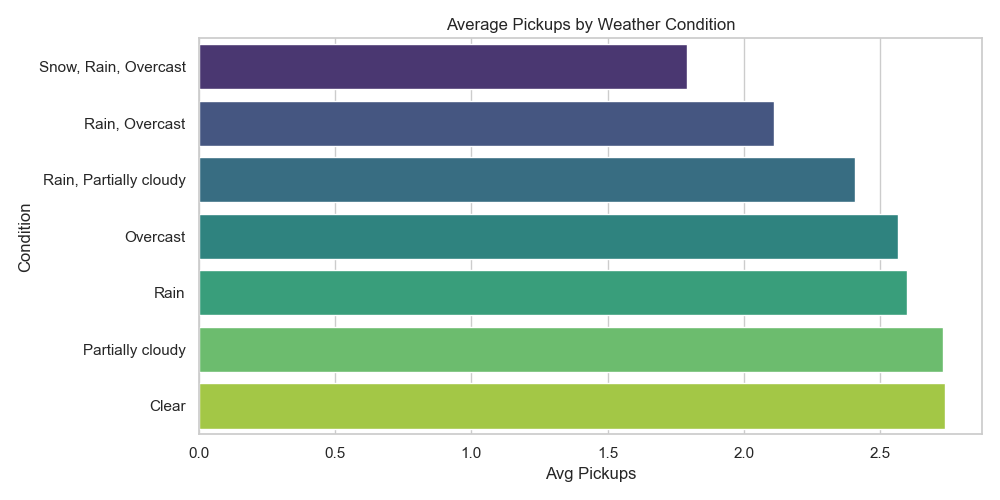 Average Pickups by Weather Condition
Snow, Rain, Overcast
Rain, Overcast
Rain, Partially cloudy
Overcast
Rain
Partially cloudy
Clear
Condition
0.0 0.5 1.0 1.5 2.0 2.5
Avg Pickups